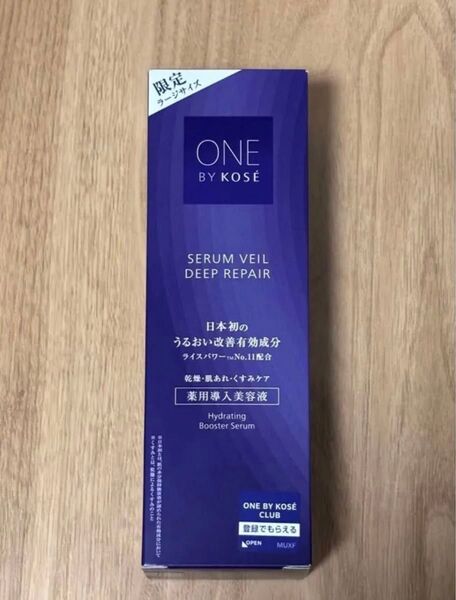 限定
ラージサイズ
ONE
BY KOSÉ
SERUM VEIL
DEEP REPAIR
日本初の
うるおい改善有効成分
ライスパワー™No.11配合
乾燥・肌あれ・くすみケア
薬用導入美容液
Hydrating
Booster Serum
ONE BY KOSÉ
CLUB
登録でもらえる
OPEN
MUXF